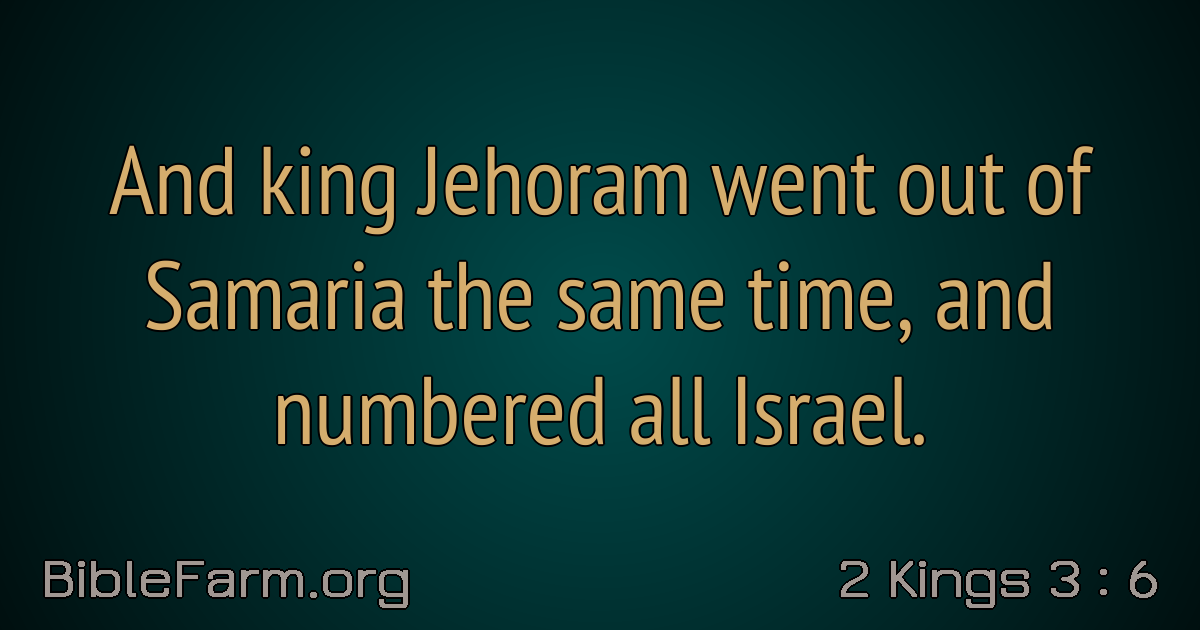 And king Jehoram went out of
Samaria the same time, and
numbered all Israel.
BibleFarm.org
2 Kings 3 : 6